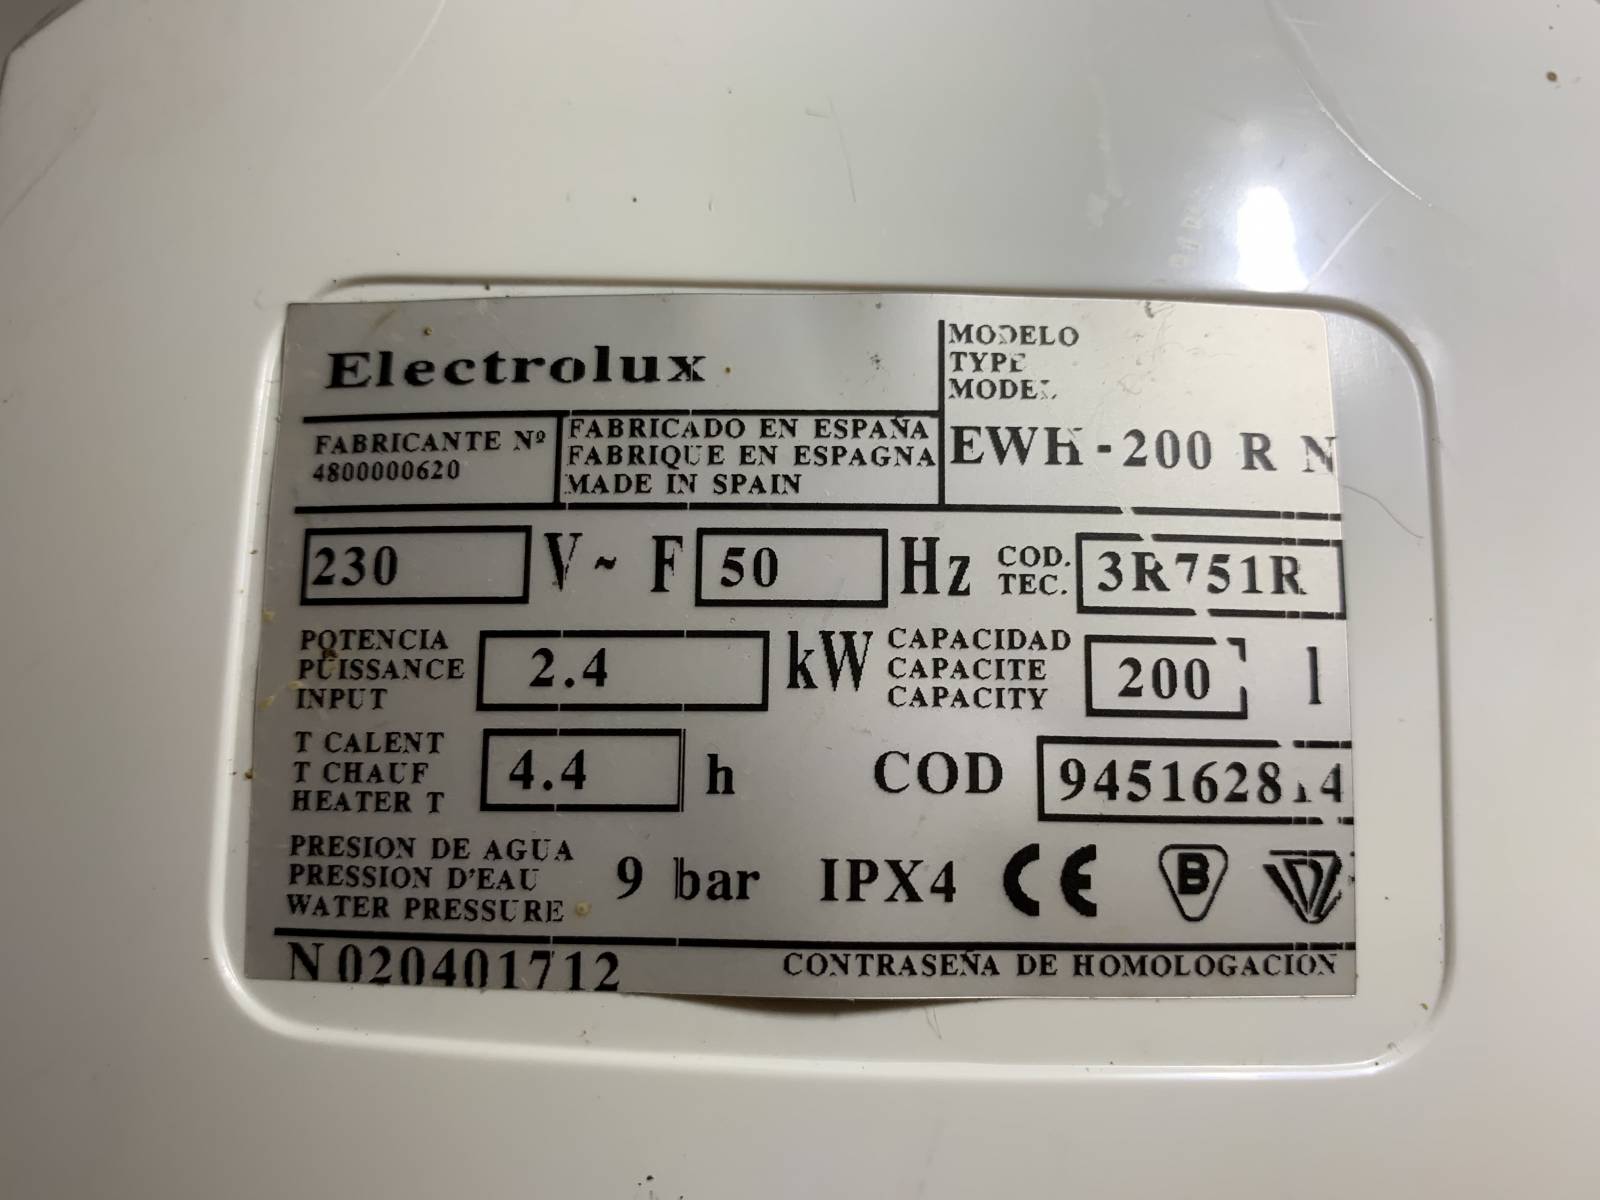 Electrolux
MODELO
TYPE
MODEL
FABRICANTE Nº
4800000620
FABRICADO EN ESPAÑA
FABRIQUE EN ESPAGNA
MADE IN SPAIN
EWH-200 R N
230 V~ F 50 Hz
COD.
TEC.
3R751R
POTENCIA
PUISSANCE
INPUT
2.4 kW
CAPACIDAD
CAPACITE
CAPACITY
200 l
T CALENT
T CHAUF
HEATER T
4.4 h
COD 945162814
PRESION DE AGUA
PRESSION D'EAU
WATER PRESSURE
9 bar IPX4 CE B
N 020401712
CONTRASEÑA DE HOMOLOGACION